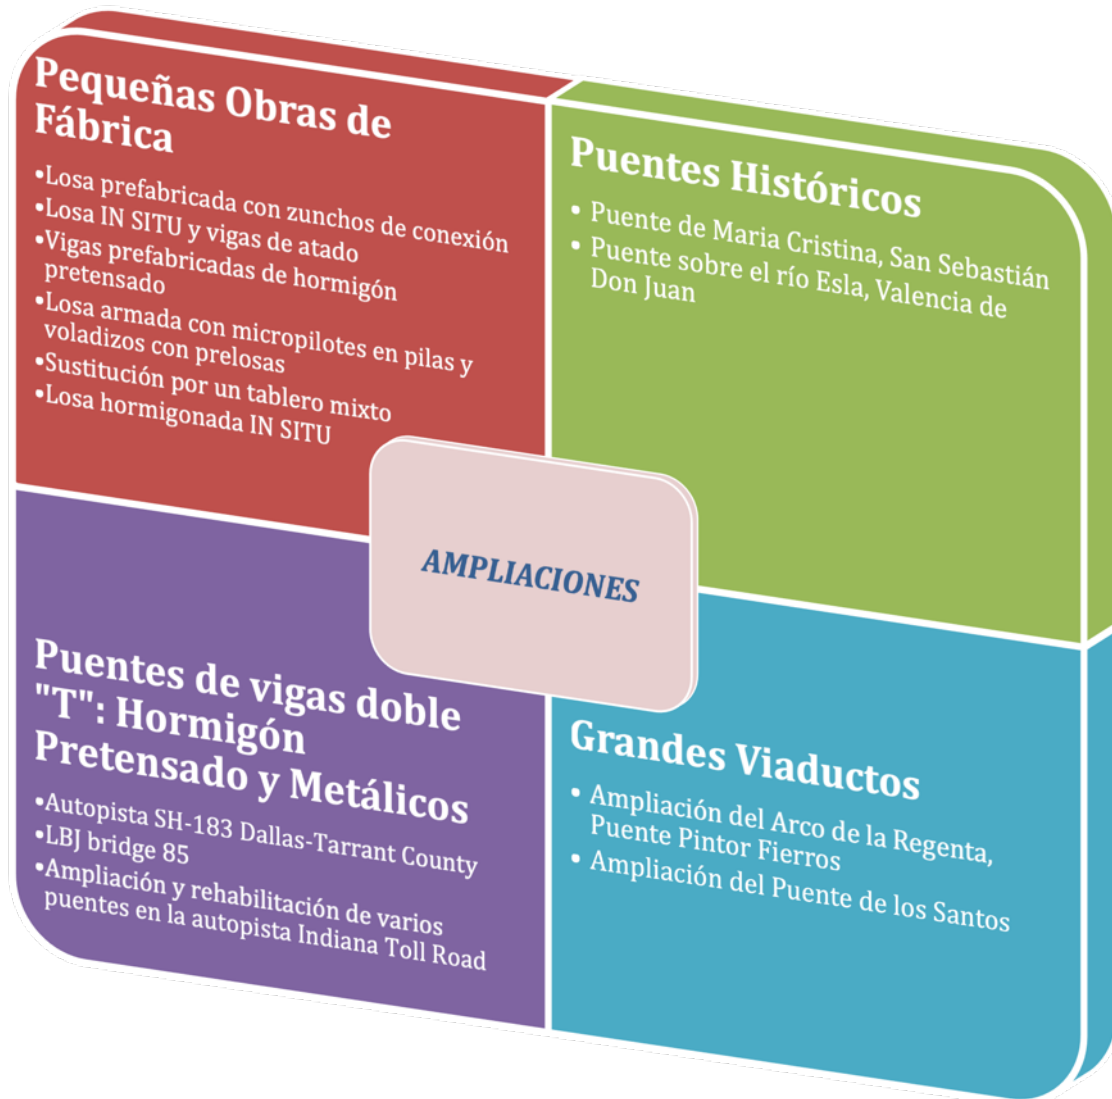 Pequeñas Obras de
Fábrica
•Losa prefabricada con zunchos de conexión
•Losa IN SITU y vigas de atado
•Vigas prefabricadas de hormigón
pretensado
•Losa armada con micropilotes en pilas y
voladizos con prelosas
•Sustitución por un tablero mixto
•Losa hormigonada IN SITU
Puentes Históricos
• Puente de Maria Cristina, San Sebastián
• Puente sobre el río Esla, Valencia de
Don Juan
AMPLIACIONES
Puentes de vigas doble
"T": Hormigón
Pretensado y Metálicos
•Autopista SH-183 Dallas-Tarrant County
•LBJ bridge 85
•Ampliación y rehabilitación de varios
puentes en la autopista Indiana Toll Road
Grandes Viaductos
• Ampliación del Arco de la Regenta,
Puente Pintor Fierros
• Ampliación del Puente de los Santos